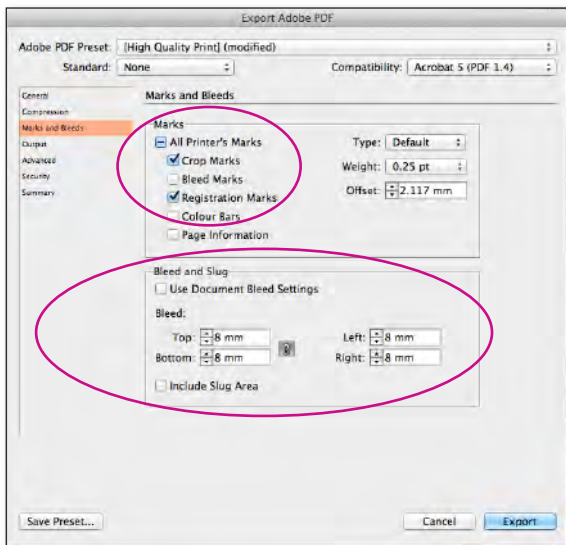 Export Adobe PDF
Adobe PDF Preset: [High Quality Print] (modified)
Standard: None Compatibility: Acrobat 5 (PDF 1.4)
General
Compression
Marks and Bleeds
Output
Advanced
Security
Summary
Marks and Bleeds
Marks
All Printer's Marks
Crop Marks
Bleed Marks
Registration Marks
Colour Bars
Page Information
Type: Default
Weight: 0.25 pt
Offset: 2.117 mm
Bleed and Slug
Use Document Bleed Settings
Bleed:
Top: 8 mm Left: 8 mm
Bottom: 8 mm Right: 8 mm
Include Slug Area
Save Preset... Cancel Export